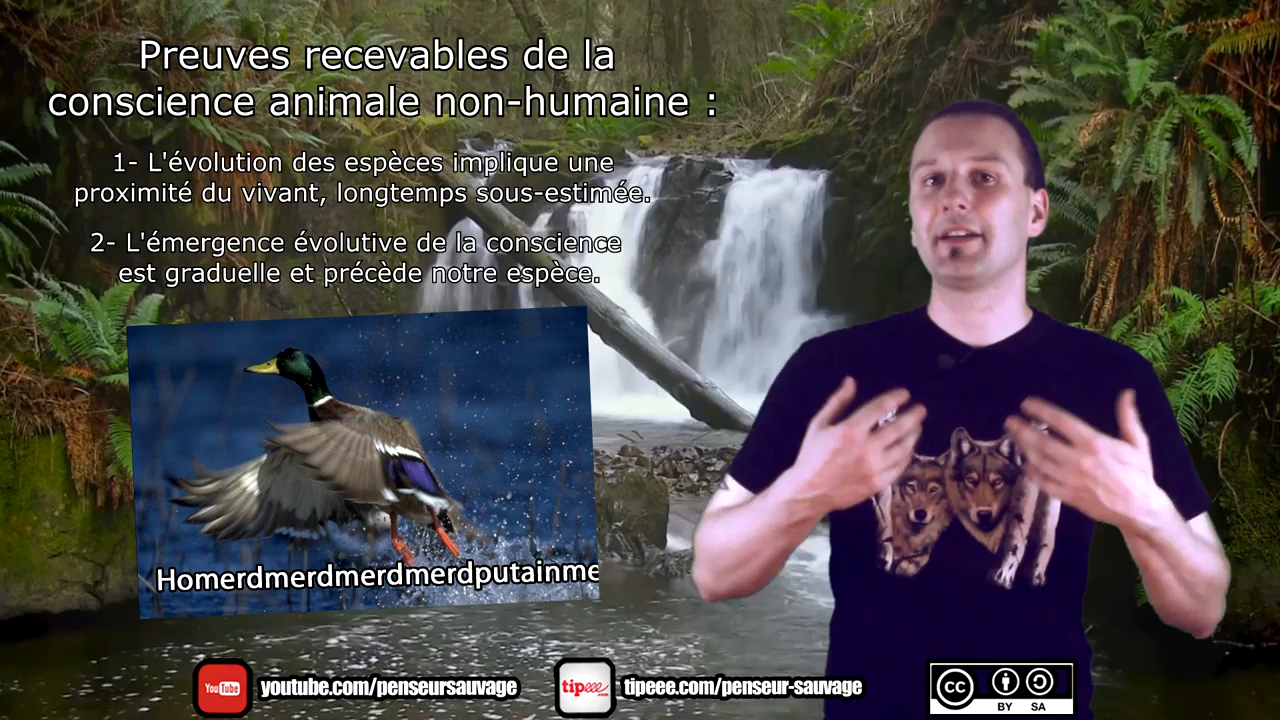 Preuves recevables de la
conscience animale non-humaine :
1- L'évolution des espèces implique une
proximité du vivant, longtemps sous-estimée.
2- L'émergence évolutive de la conscience
est graduelle et précède notre espèce.
Homerdmerdmerdmerdputainme
YouTube youtube.com/penseursauvage
tipeee tipeee.com/penseur-sauvage
cc BY SA